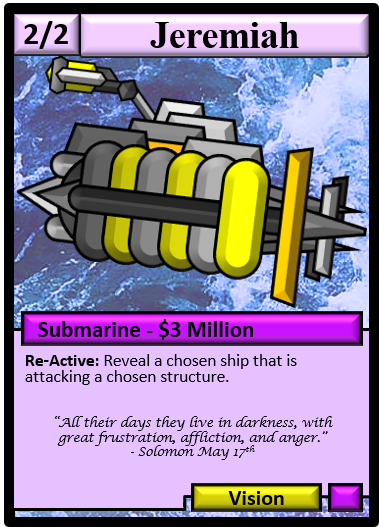 2/2 Jeremiah
Submarine - $3 Million
Re-Active: Reveal a chosen ship that is
attacking a chosen structure.
“All their days they live in darkness, with
great frustration, affliction, and anger.”
- Solomon May 17th
Vision